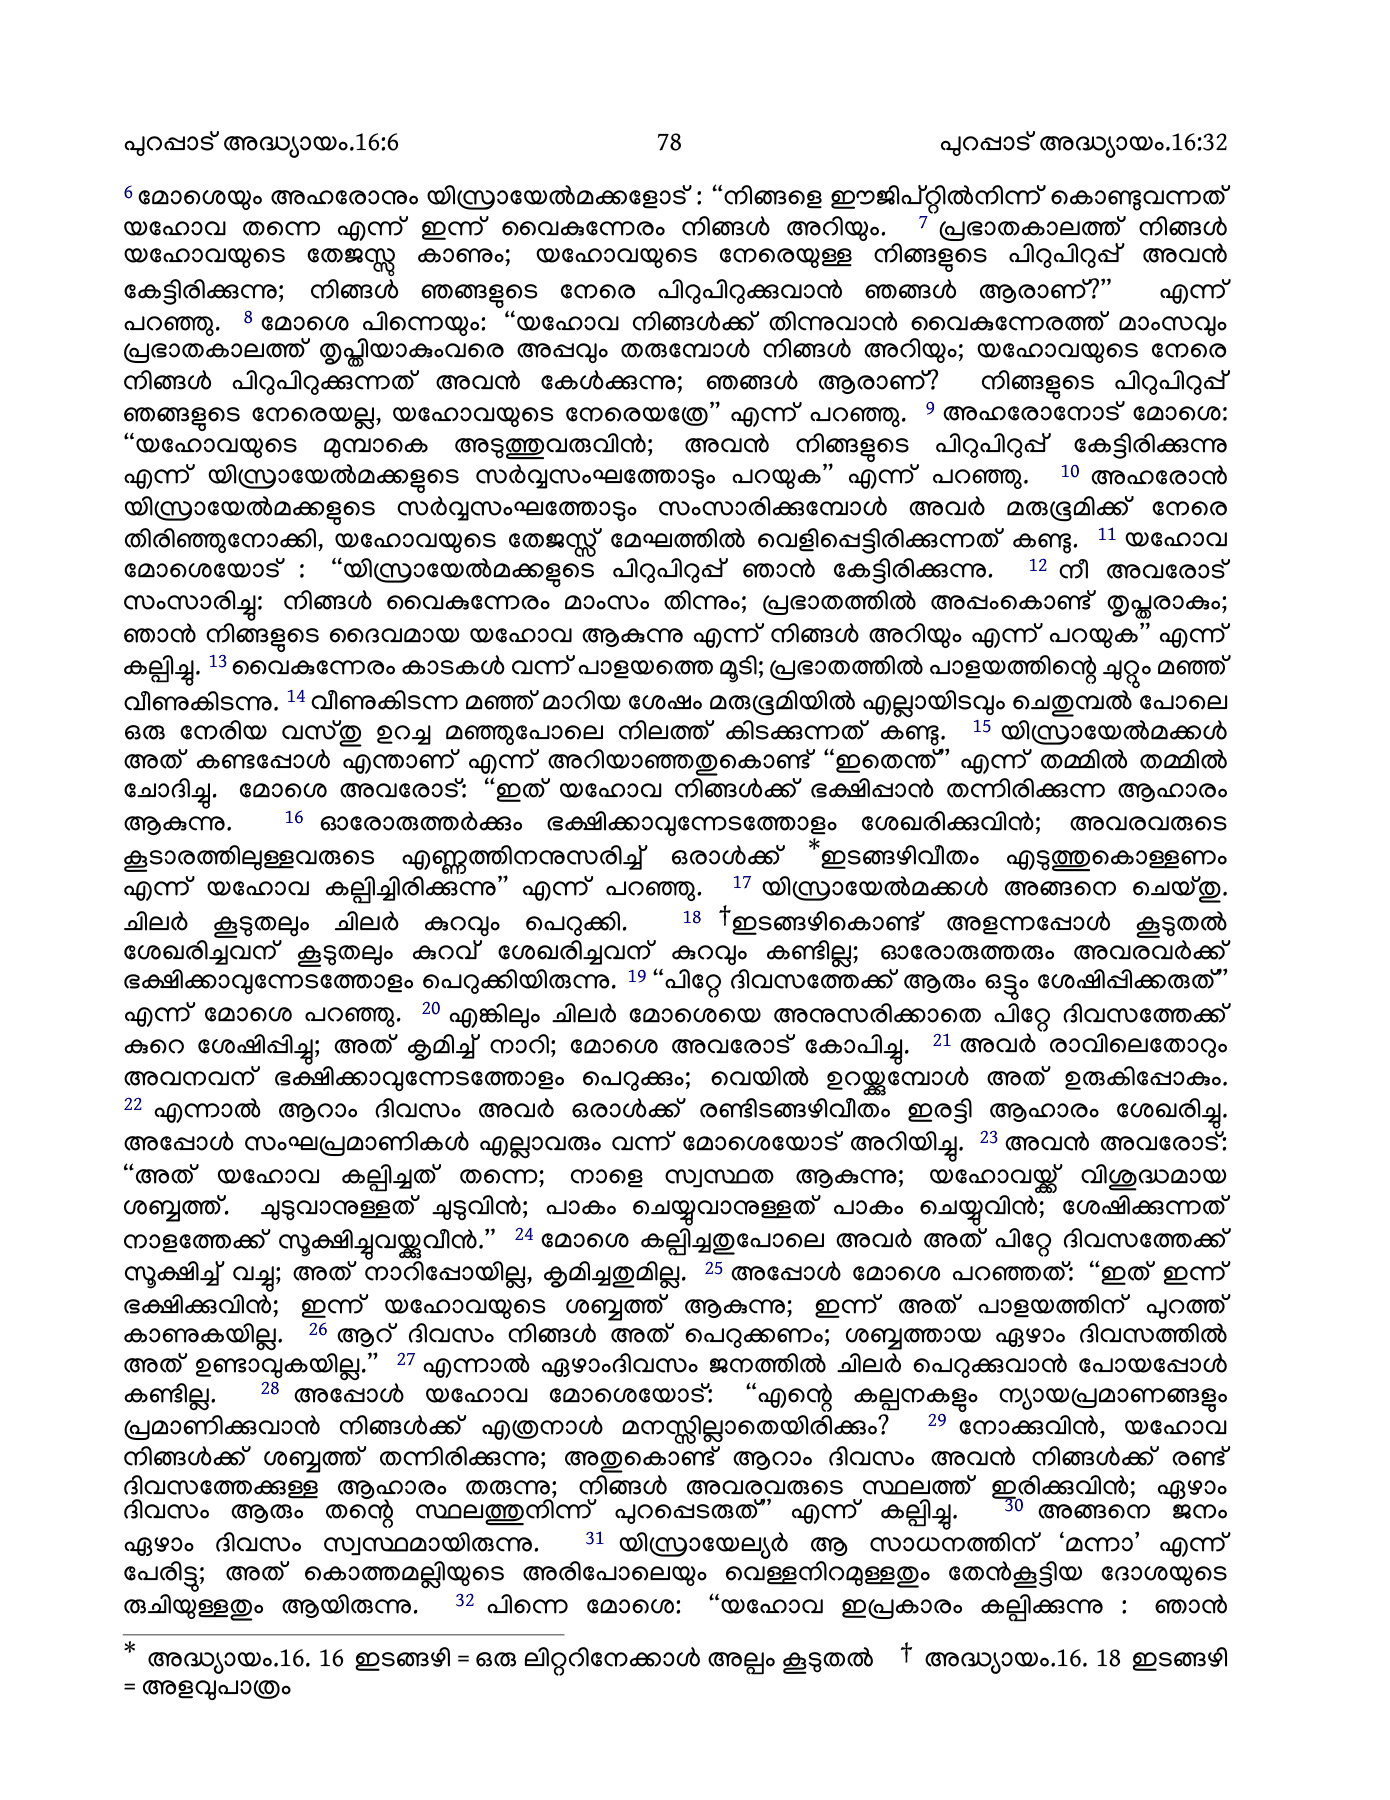 പുറപ്പാട് അദ്ധ്യായം.16:6 78 പുറപ്പാട് അദ്ധ്യായം.16:32
6 മോശെയും അഹരോനും യിസ്രായേൽമക്കളോട് : “നിങ്ങളെ ഈജിപ്റ്റിൽനിന്ന് കൊണ്ടുവന്നത്
യഹോവ തന്നെ എന്ന് ഇന്ന് വൈകുന്നേരം നിങ്ങൾ അറിയും. 7 പ്രഭാതകാലത്ത് നിങ്ങൾ
യഹോവയുടെ തേജസ്സു കാണും; യഹോവയുടെ നേരെയുള്ള നിങ്ങളുടെ പിറുപിറുപ്പ് അവൻ
കേട്ടിരിക്കുന്നു; നിങ്ങൾ ഞങ്ങളുടെ നേരെ പിറുപിറുക്കുവാൻ ഞങ്ങൾ ആരാണ്?” എന്ന്
പറഞ്ഞു. 8 മോശെ പിന്നെയും: “യഹോവ നിങ്ങൾക്ക് തിന്നുവാൻ വൈകുന്നേരത്ത് മാംസവും
പ്രഭാതകാലത്ത് തൃപ്തിയാകുംവരെ അപ്പവും തരുമ്പോൾ നിങ്ങൾ അറിയും; യഹോവയുടെ നേരെ
നിങ്ങൾ പിറുപിറുക്കുന്നത് അവൻ കേൾക്കുന്നു; ഞങ്ങൾ ആരാണ്? നിങ്ങളുടെ പിറുപിറുപ്പ്
ഞങ്ങളുടെ നേരെയല്ല, യഹോവയുടെ നേരെയത്രേ” എന്ന് പറഞ്ഞു. 9 അഹരോനോട് മോശെ:
“യഹോവയുടെ മുമ്പാകെ അടുത്തുവരുവിൻ; അവൻ നിങ്ങളുടെ പിറുപിറുപ്പ് കേട്ടിരിക്കുന്നു
എന്ന് യിസ്രായേൽമക്കളുടെ സർവ്വസംഘത്തോടും പറയുക” എന്ന് പറഞ്ഞു. 10 അഹരോൻ
യിസ്രായേൽമക്കളുടെ സർവ്വസംഘത്തോടും സംസാരിക്കുമ്പോൾ അവർ മരുഭൂമിക്ക് നേരെ
തിരിഞ്ഞുനോക്കി, യഹോവയുടെ തേജസ്സ് മേഘത്തിൽ വെളിപ്പെട്ടിരിക്കുന്നത് കണ്ടു. 11 യഹോവ
മോശെയോട് : “യിസ്രായേൽമക്കളുടെ പിറുപിറുപ്പ് ഞാൻ കേട്ടിരിക്കുന്നു. 12 നീ അവരോട്
സംസാരിച്ചു: നിങ്ങൾ വൈകുന്നേരം മാംസം തിന്നും; പ്രഭാതത്തിൽ അപ്പംകൊണ്ട് തൃപ്തരാകും;
ഞാൻ നിങ്ങളുടെ ദൈവമായ യഹോവ ആകുന്നു എന്ന് നിങ്ങൾ അറിയും എന്ന് പറയുക” എന്ന്
കല്പിച്ചു. 13 വൈകുന്നേരം കാടകൾ വന്ന് പാളയത്തെ മൂടി; പ്രഭാതത്തിൽ പാളയത്തിന്റെ ചുറ്റും മഞ്ഞ്
വീണുകിടന്നു. 14 വീണുകിടന്ന മഞ്ഞ് മാറിയ ശേഷം മരുഭൂമിയിൽ എല്ലായിടവും ചെതുമ്പൽ പോലെ
ഒരു നേരിയ വസ്തു ഉറച്ച മഞ്ഞുപോലെ നിലത്ത് കിടക്കുന്നത് കണ്ടു. 15 യിസ്രായേൽമക്കൾ
അത് കണ്ടപ്പോൾ എന്താണ് എന്ന് അറിയാഞ്ഞതുകൊണ്ട് “ഇതെന്ത്” എന്ന് തമ്മിൽ തമ്മിൽ
ചോദിച്ചു. മോശെ അവരോട്: “ഇത് യഹോവ നിങ്ങൾക്ക് ഭക്ഷിപ്പാൻ തന്നിരിക്കുന്ന ആഹാരം
ആകുന്നു. 16 ഓരോരുത്തർക്കും ഭക്ഷിക്കാവുന്നേടത്തോളം ശേഖരിക്കുവിൻ; അവരവരുടെ
കൂടാരത്തിലുള്ളവരുടെ എണ്ണത്തിനനുസരിച്ച് ഒരാൾക്ക് *ഇടങ്ങഴിവീതം എടുത്തുകൊള്ളണം
എന്ന് യഹോവ കല്പിച്ചിരിക്കുന്നു” എന്ന് പറഞ്ഞു. 17 യിസ്രായേൽമക്കൾ അങ്ങനെ ചെയ്തു.
ചിലർ കൂടുതലും ചിലർ കുറവും പെറുക്കി. 18 †ഇടങ്ങഴികൊണ്ട് അളന്നപ്പോൾ കൂടുതൽ
ശേഖരിച്ചവന് കൂടുതലും കുറവ് ശേഖരിച്ചവന് കുറവും കണ്ടില്ല; ഓരോരുത്തരും അവരവർക്ക്
ഭക്ഷിക്കാവുന്നേടത്തോളം പെറുക്കിയിരുന്നു. 19 “പിറ്റേ ദിവസത്തേക്ക് ആരും ഒട്ടും ശേഷിപ്പിക്കരുത്”
എന്ന് മോശെ പറഞ്ഞു. 20 എങ്കിലും ചിലർ മോശെയെ അനുസരിക്കാതെ പിറ്റേ ദിവസത്തേക്ക്
കുറെ ശേഷിപ്പിച്ചു; അത് കൃമിച്ച് നാറി; മോശെ അവരോട് കോപിച്ചു. 21 അവർ രാവിലെതോറും
അവനവന് ഭക്ഷിക്കാവുന്നേടത്തോളം പെറുക്കും; വെയിൽ ഉറയ്ക്കുമ്പോൾ അത് ഉരുകിപ്പോകും.
22 എന്നാൽ ആറാം ദിവസം അവർ ഒരാൾക്ക് രണ്ടിടങ്ങഴിവീതം ഇരട്ടി ആഹാരം ശേഖരിച്ചു.
അപ്പോൾ സംഘപ്രമാണികൾ എല്ലാവരും വന്ന് മോശെയോട് അറിയിച്ചു. 23 അവൻ അവരോട്:
“അത് യഹോവ കല്പിച്ചത് തന്നെ; നാളെ സ്വസ്ഥത ആകുന്നു; യഹോവയ്ക്ക് വിശുദ്ധമായ
ശബ്ബത്ത്. ചുടുവാനുള്ളത് ചുടുവിൻ; പാകം ചെയ്യുവാനുള്ളത് പാകം ചെയ്യുവിൻ; ശേഷിക്കുന്നത്
നാളത്തേക്ക് സൂക്ഷിച്ചുവയ്ക്കുവീൻ.” 24 മോശെ കല്പിച്ചതുപോലെ അവർ അത് പിറ്റേ ദിവസത്തേക്ക്
സൂക്ഷിച്ച് വച്ചു; അത് നാറിപ്പോയില്ല, കൃമിച്ചതുമില്ല. 25 അപ്പോൾ മോശെ പറഞ്ഞത്: “ഇത് ഇന്ന്
ഭക്ഷിക്കുവിൻ; ഇന്ന് യഹോവയുടെ ശബ്ബത്ത് ആകുന്നു; ഇന്ന് അത് പാളയത്തിന് പുറത്ത്
കാണുകയില്ല. 26 ആറ് ദിവസം നിങ്ങൾ അത് പെറുക്കണം; ശബ്ബത്തായ ഏഴാം ദിവസത്തിൽ
അത് ഉണ്ടാവുകയില്ല.” 27 എന്നാൽ ഏഴാംദിവസം ജനത്തിൽ ചിലർ പെറുക്കുവാൻ പോയപ്പോൾ
കണ്ടില്ല. 28 അപ്പോൾ യഹോവ മോശെയോട്: “എന്റെ കല്പനകളും ന്യായപ്രമാണങ്ങളും
പ്രമാണിക്കുവാൻ നിങ്ങൾക്ക് എത്രനാൾ മനസ്സില്ലാതെയിരിക്കും? 29 നോക്കുവിൻ, യഹോവ
നിങ്ങൾക്ക് ശബ്ബത്ത് തന്നിരിക്കുന്നു; അതുകൊണ്ട് ആറാം ദിവസം അവൻ നിങ്ങൾക്ക് രണ്ട്
ദിവസത്തേക്കുള്ള ആഹാരം തരുന്നു; നിങ്ങൾ അവരവരുടെ സ്ഥലത്ത് ഇരിക്കുവിൻ; ഏഴാം
ദിവസം ആരും തന്റെ സ്ഥലത്തുനിന്ന് പുറപ്പെടരുത്” എന്ന് കല്പിച്ചു. 30 അങ്ങനെ ജനം
ഏഴാം ദിവസം സ്വസ്ഥമായിരുന്നു. 31 യിസ്രായേല്യർ ആ സാധനത്തിന് ‘മന്നാ’ എന്ന്
പേരിട്ടു; അത് കൊത്തമല്ലിയുടെ അരിപോലെയും വെള്ളനിറമുള്ളതും തേൻകൂട്ടിയ ദോശയുടെ
രുചിയുള്ളതും ആയിരുന്നു. 32 പിന്നെ മോശെ: “യഹോവ ഇപ്രകാരം കല്പിക്കുന്നു : ഞാൻ
* അദ്ധ്യായം.16. 16 ഇടങ്ങഴി = ഒരു ലിറ്ററിനേക്കാൾ അല്പം കൂടുതൽ † അദ്ധ്യായം.16. 18 ഇടങ്ങഴി
= അളവുപാത്രം